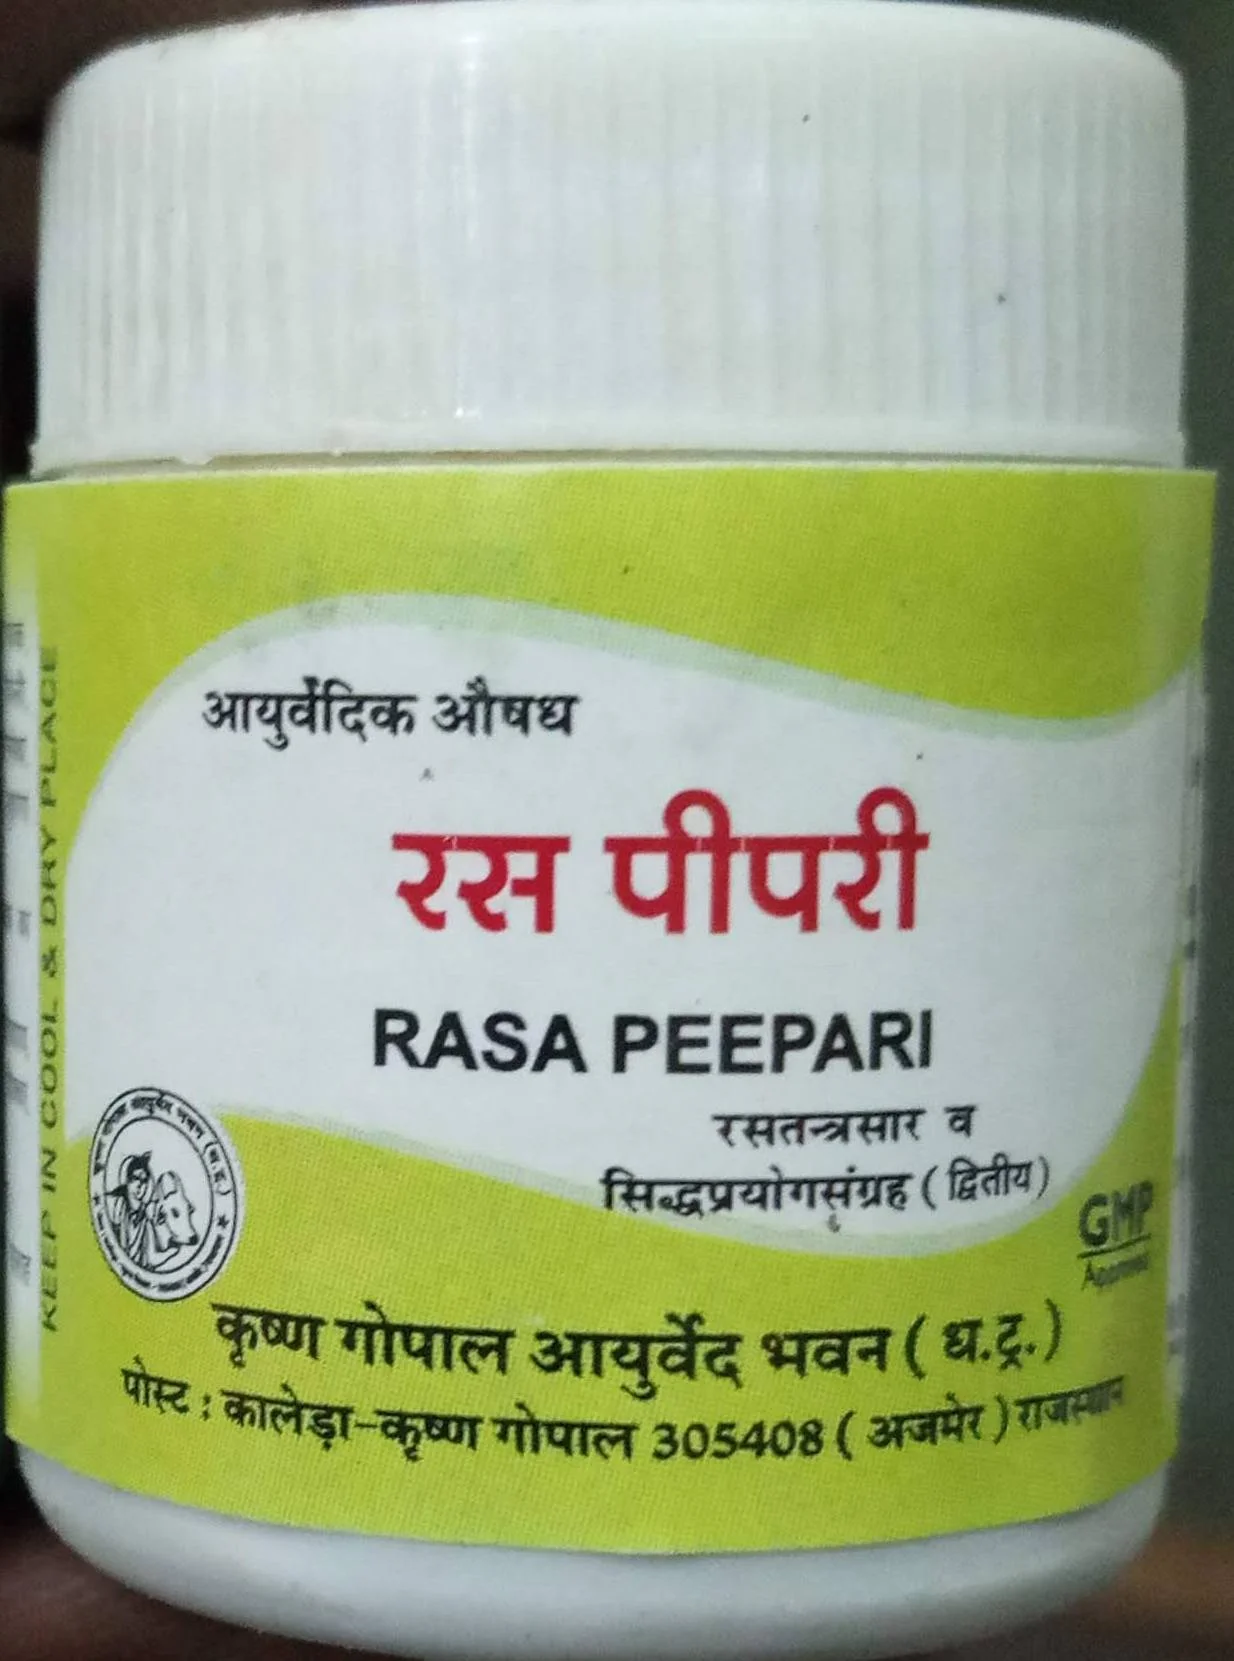 आयुर्वेदिक औषध
रस पीपरी
RASA PEEPARI
रसतन्त्रसार व
सिद्धप्रयोगसंग्रह ( द्वितीय )
GMP
Approved
कृष्ण गोपाल आयुर्वेद भवन ( ध.ट्र. )
पोस्ट : कालेड़ा-कृष्ण गोपाल 305408 ( अजमेर ) राजस्थान
KEEP IN COOL & DRY PLACE